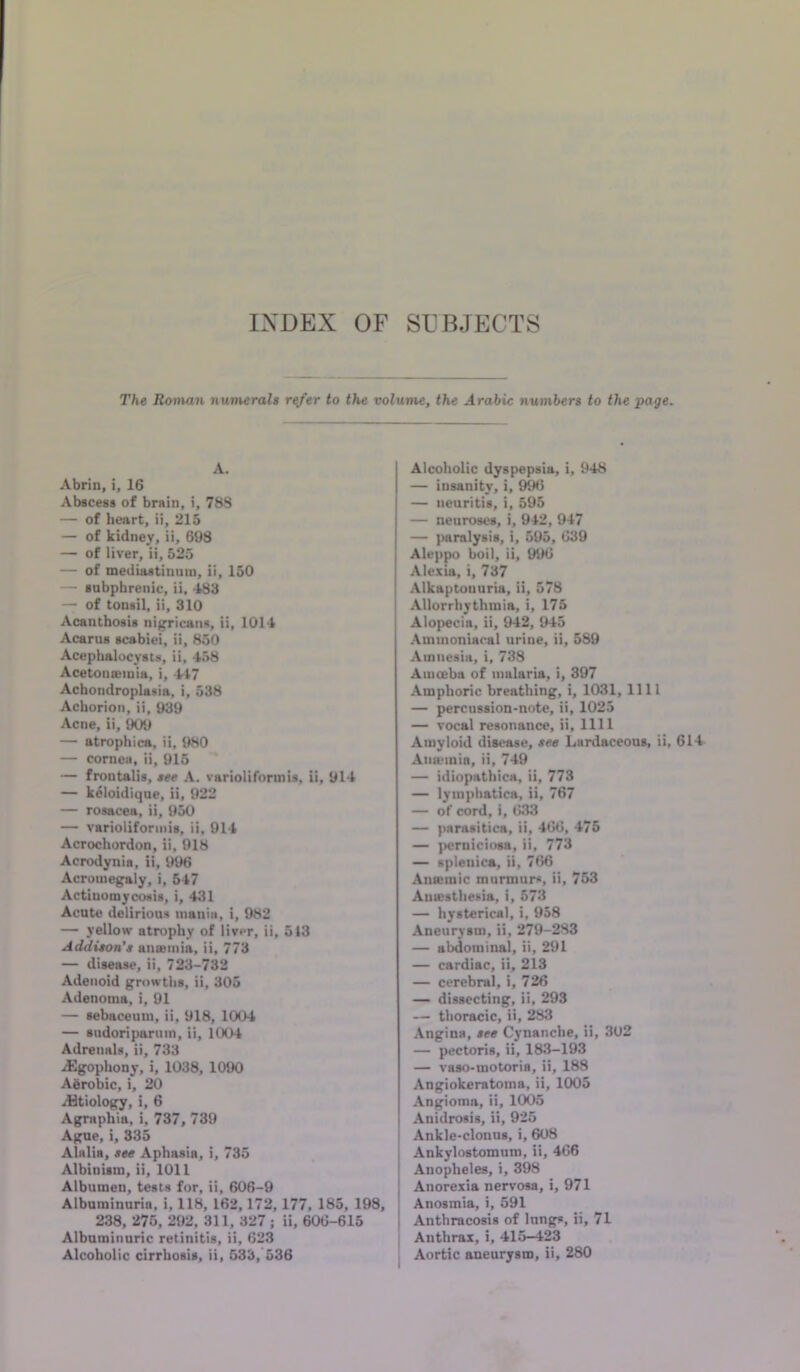 INDEX OF SUBJECTS
The Roman numerals refer to the volume, the Arabic numbers to the page.
A.
Abrin, i, 16
Abscess of brain, i, 788
— of heart, ii, 215
— of kidney, ii, 698
— of liver, ii, 525
— of mediastinum, ii, 150
— subphrenic, ii, 483
— of tonsil, ii, 310
Acanthosis nigricans, ii, 1014
Acarus scabiei, ii, 850
Acephalocysts, ii, 458
Acetonæmia, i, 447
Achondroplasia, i, 538
Achorion, ii, 939
Acne, ii, 909
— atrophica, ii, 980
— cornea, ii, 915
— frontalis, see A. varioliformis, ii, 914
— kéloidique, ii, 922
— rosacea, ii, 950
— varioliformis, ii, 914
Acrochordon, ii, 918
Acrodynia, ii, 996
Acromegaly, i, 547
Actinomycosis, i, 431
Acute delirious mania, i, 982
— yellow atrophy of liver, ii, 543
Addison's anæmia, ii, 773
— disease, ii, 723-732
Adenoid growths, ii, 305
Adenoma, i, 91
— sebaceum, ii, 918, 1004
— sudoriparum, ii, 1004
Adrenals, ii, 733
Ægophony, i, 1038, 1090
Aërobic, i, 20
Ætiology, i, 6
Agraphia, i, 737, 739
Ague, i, 335
Alalia, see Aphasia, i, 735
Albinism, ii, 1011
Albumen, tests for, ii, 606-9
Albuminuria, i, 118, 162, 172, 177, 185, 198,
238, 275, 292, 311, 327; ii, 606-615
Albuminuric retinitis, ii, 623
Alcoholic cirrhosis, ii, 533, 536
Alcoholic dyspepsia, i, 948
— insanity, i, 996
— neuritis, i, 595
— neuroses, i, 942, 947
— paralysis, i, 595, 639
Aleppo boil, ii, 996
Alexia, i, 737
Alkaptonuria, ii, 578
Allorrhythmia, i, 175
Alopecia, ii, 942, 945
Ammoniacal urine, ii, 589
Amnesia, i, 738
Amœba of malaria, i, 397
Amphoric breathing, i, 1031, 1111
— percussion-note, ii, 1025
— vocal resonance, ii, 1111
Amyloid disease, see Lardaceous, ii, 614
Anæmia, ii, 749
— idiopathica, ii, 773
— lymphatica, ii, 767
— of cord, i, 633
— parasitica, ii, 466, 475
— perniciosa, ii, 773
— splenica, ii, 766
Anæmic murmurs, ii, 753
Anæsthesia, i, 573
— hysterical, i, 958
Aneurysm, ii, 279-283
— abdominal, ii, 291
— cardiac, ii, 213
— cerebral, i, 726
— dissecting, ii, 293
— thoracic, ii, 283
Angina, see Cynanche, ii, 302
— pectoris, ii, 183-193
— vaso-motoria, ii, 188
Angiokeratoma, ii, 1005
Angioma, ii, 1005
Anidrosis, ii, 925
Ankle-clonus, i, 608
Ankylostomum, ii, 466
Anopheles, i, 398
Anorexia nervosa, i, 971
Anosmia, i, 591
Anthracosis of lungs, ii, 71
Anthrax, i, 415-423
Aortic aneurysm, ii, 280